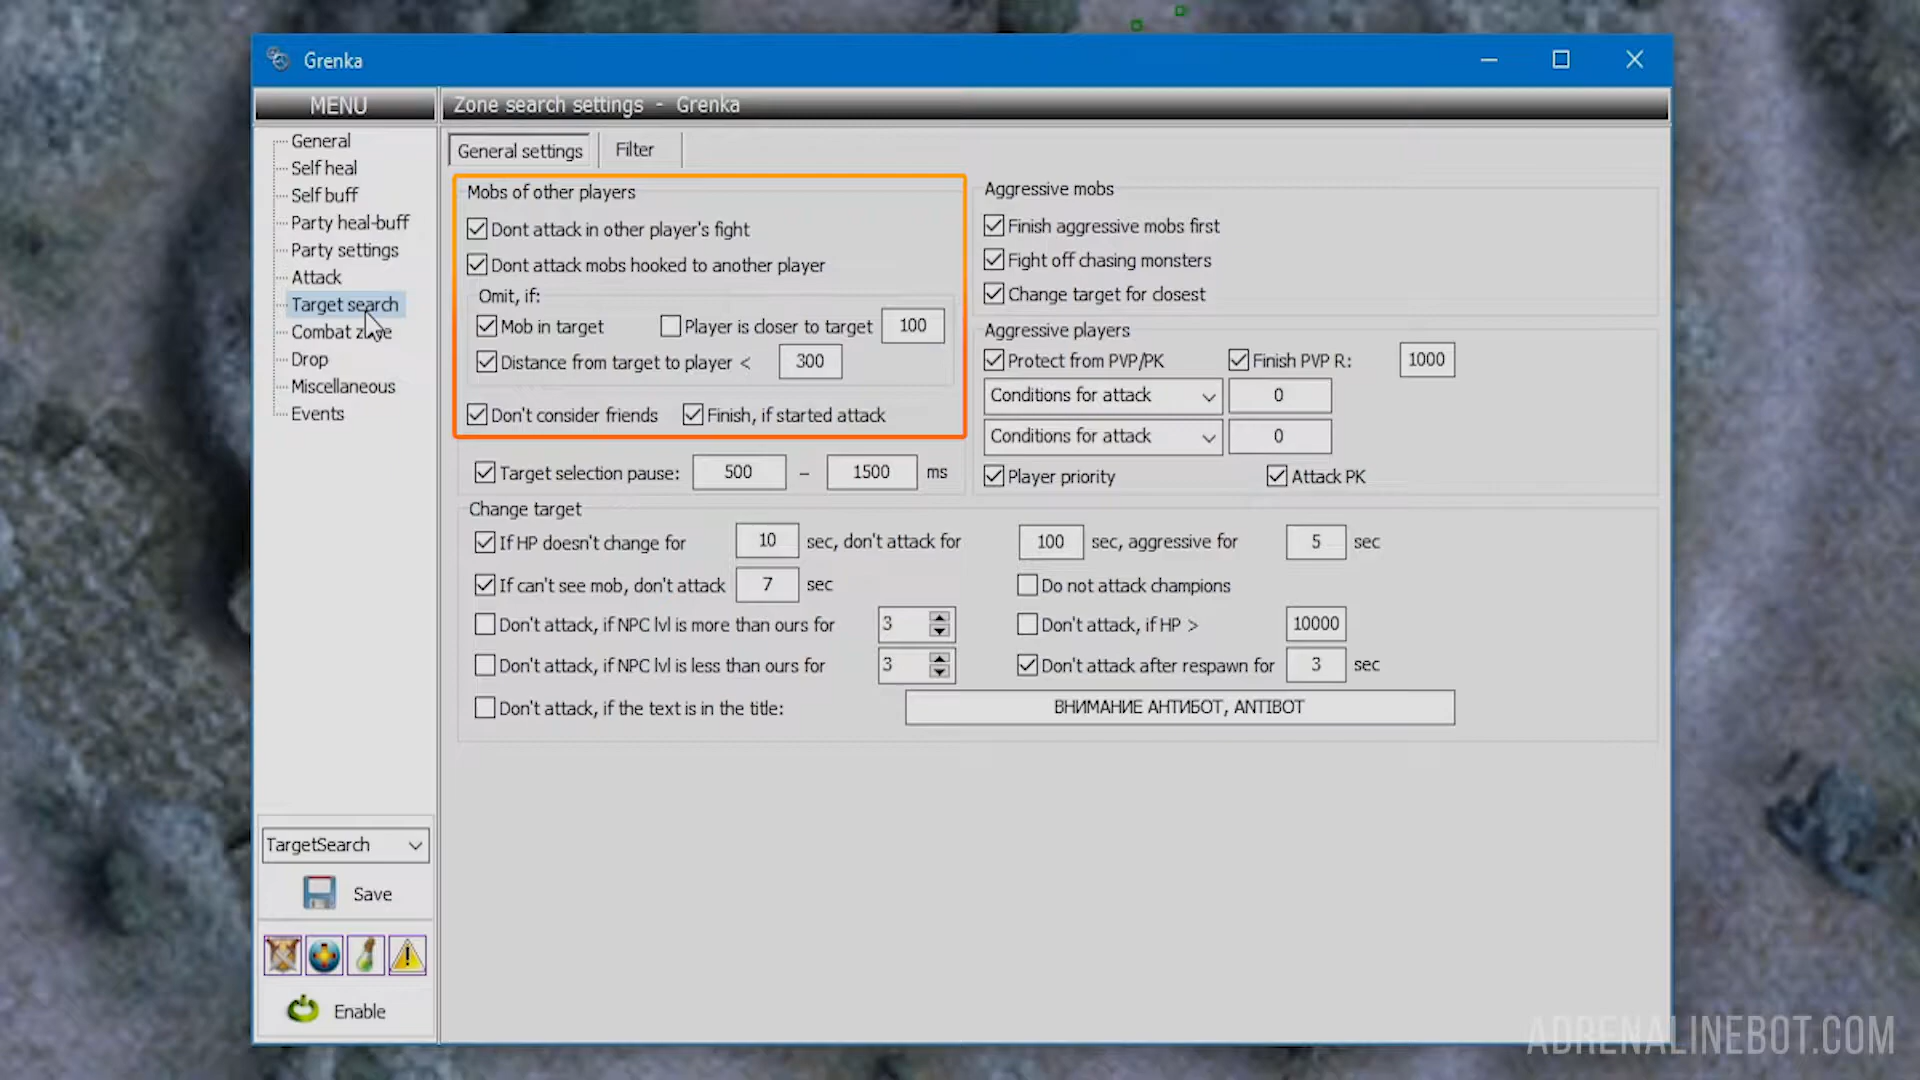 Grenka
MENU
Zone search settings - Grenka
General
Self heal
Self buff
Party heal-buff
Party settings
Attack
Target search
Combat zone
Drop
Miscellaneous
Events
General settings
Filter
Mobs of other players
Dont attack in other player's fight
Dont attack mobs hooked to another player
Omit, if:
Mob in target
Player is closer to target 100
Distance from target to player < 300
Don't consider friends
Finish, if started attack
Target selection pause: 500 - 1500 ms
Aggressive mobs
Finish aggressive mobs first
Fight off chasing monsters
Change target for closest
Aggressive players
Protect from PVP/PK
Finish PVP R: 1000
Conditions for attack 0
Conditions for attack 0
Player priority
Attack PK
Change target
If HP doesn't change for 10 sec, don't attack for 100 sec, aggressive for 5 sec
If can't see mob, don't attack 7 sec
Do not attack champions
Don't attack, if NPC lvl is more than ours for 3
Don't attack, if HP > 10000
Don't attack, if NPC lvl is less than ours for 3
Don't attack after respawn for 3 sec
Don't attack, if the text is in the title: ВНИМАНИЕ АНТИБОТ, ANTIBOT
TargetSearch
Save
Enable
ADRENALINEBOT.COM